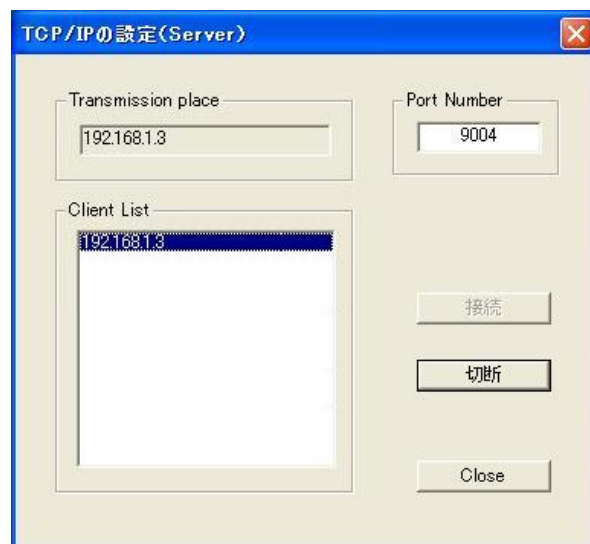 TCP/IPの設定(Server)
Transmission place
192.168.1.3
Port Number
9004
Client List
192.168.1.3
接続
切断
Close